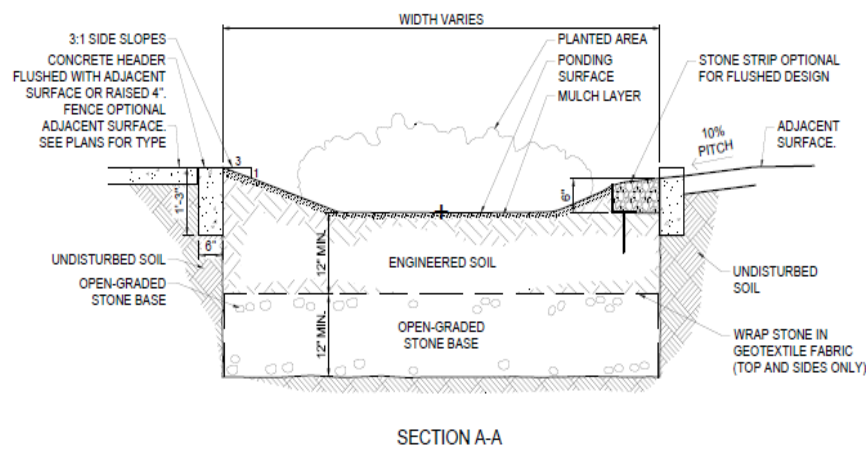 WIDTH VARIES
3:1 SIDE SLOPES
CONCRETE HEADER
FLUSHED WITH ADJACENT
SURFACE OR RAISED 4".
FENCE OPTIONAL
ADJACENT SURFACE.
SEE PLANS FOR TYPE
PLANTED AREA
PONDING
SURFACE
MULCH LAYER
STONE STRIP OPTIONAL
FOR FLUSHED DESIGN
10%
PITCH
ADJACENT
SURFACE.
3
1
6"
1'-3"
6"
UNDISTURBED SOIL
OPEN-GRADED
STONE BASE
12" MIN.
ENGINEERED SOIL
12" MIN.
OPEN-GRADED
STONE BASE
UNDISTURBED
SOIL
WRAP STONE IN
GEOTEXTILE FABRIC
(TOP AND SIDES ONLY)
SECTION A-A